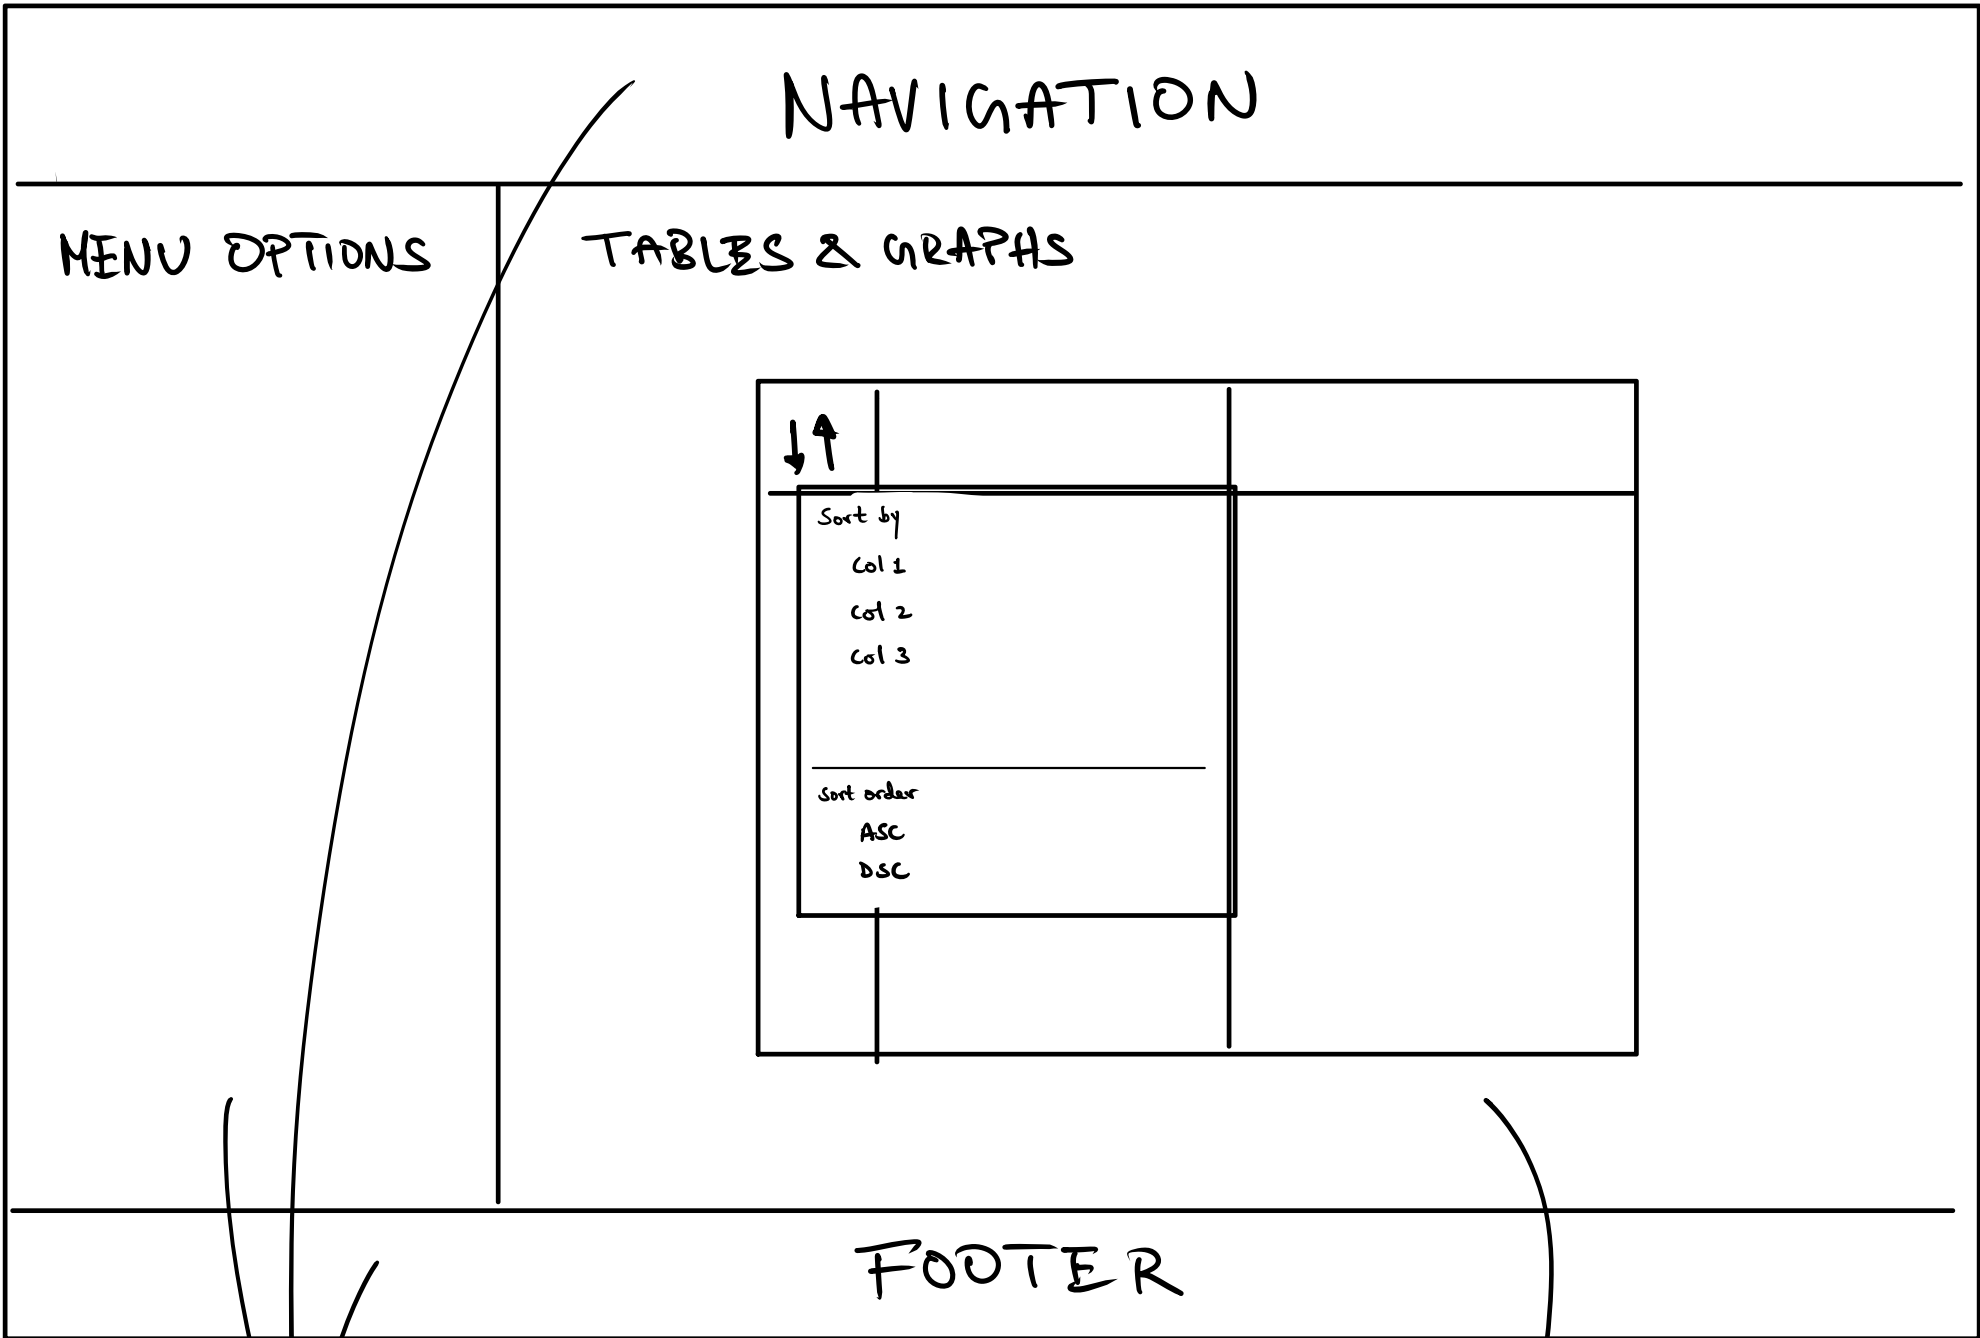 NAVIGATION
MENU OPTIONS
TABLES & GRAPHS
Sort by
Col 1
Col 2
Col 3
Sort order
ASC
DSC
FOOTER